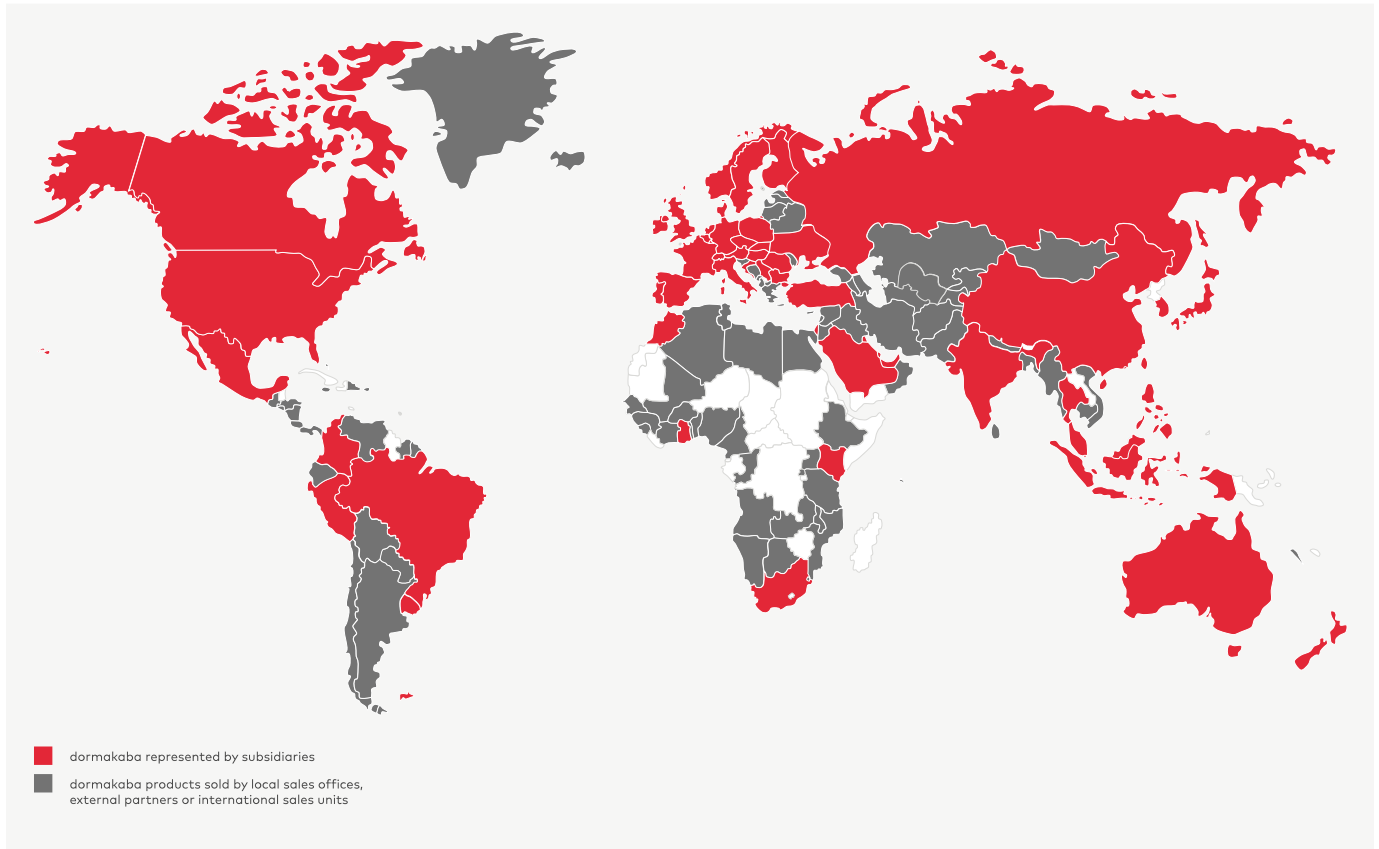 dormakaba represented by subsidiaries
dormakaba products sold by local sales offices,
external partners or international sales units